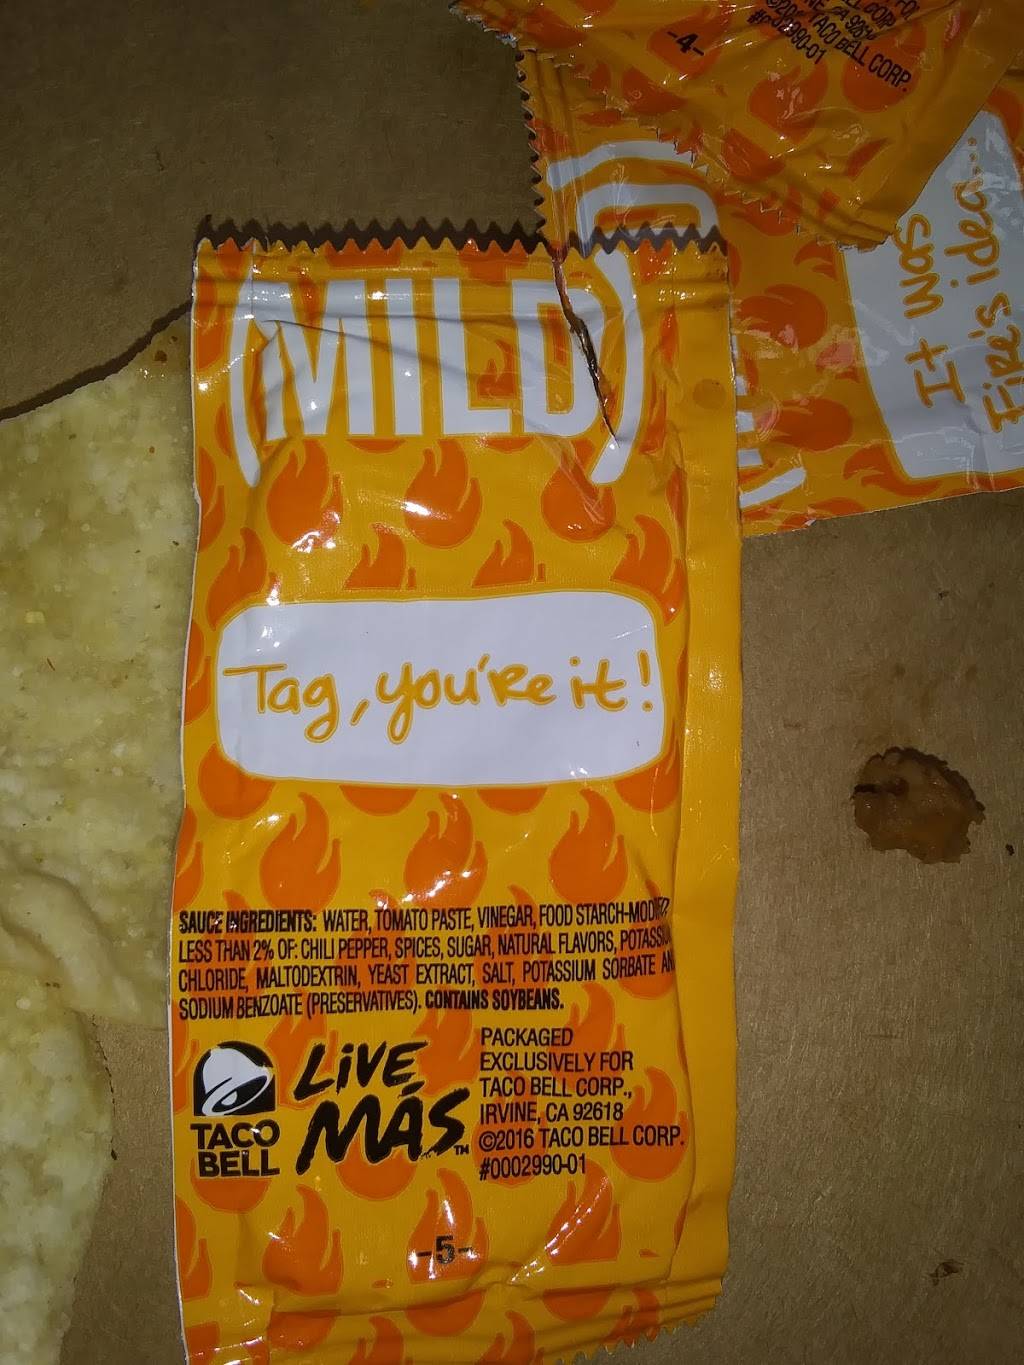 -4-
TACO BELL CORP.
It was
Fire's idea...
(MILD)
Tag, you're it!
SAUCE INGREDIENTS: WATER, TOMATO PASTE, VINEGAR, FOOD STARCH-MODIFIED,
LESS THAN 2% OF: CHILI PEPPER, SPICES, SUGAR, NATURAL FLAVORS,
CHLORIDE, MALTODEXTRIN, YEAST EXTRACT, SALT, POTASSIUM SORBATE AN
SODIUM BENZOATE (PRESERVATIVES). CONTAINS SOYBEANS.
TACO
BELL
LIVE
MÁS™
PACKAGED
EXCLUSIVELY FOR
TACO BELL CORP.,
IRVINE, CA 92618
©2016 TACO BELL CORP.
#0002990-01
-5-